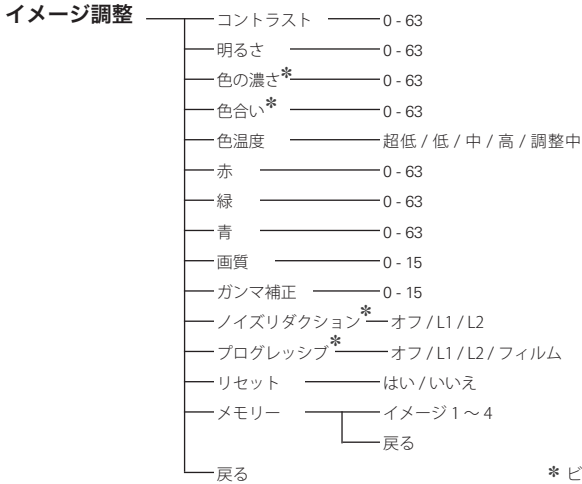 イメージ調整
コントラスト 0 - 63
明るさ 0 - 63
色の濃さ✻ 0 - 63
色合い✻ 0 - 63
色温度 超低 / 低 / 中 / 高 / 調整中
赤 0 - 63
緑 0 - 63
青 0 - 63
画質 0 - 15
ガンマ補正 0 - 15
ノイズリダクション✻ オフ / L1 / L2
プログレッシブ✻ オフ / L1 / L2 / フィルム
リセット はい / いいえ
メモリー イメージ 1 ～ 4
戻る
戻る ✻ ビ